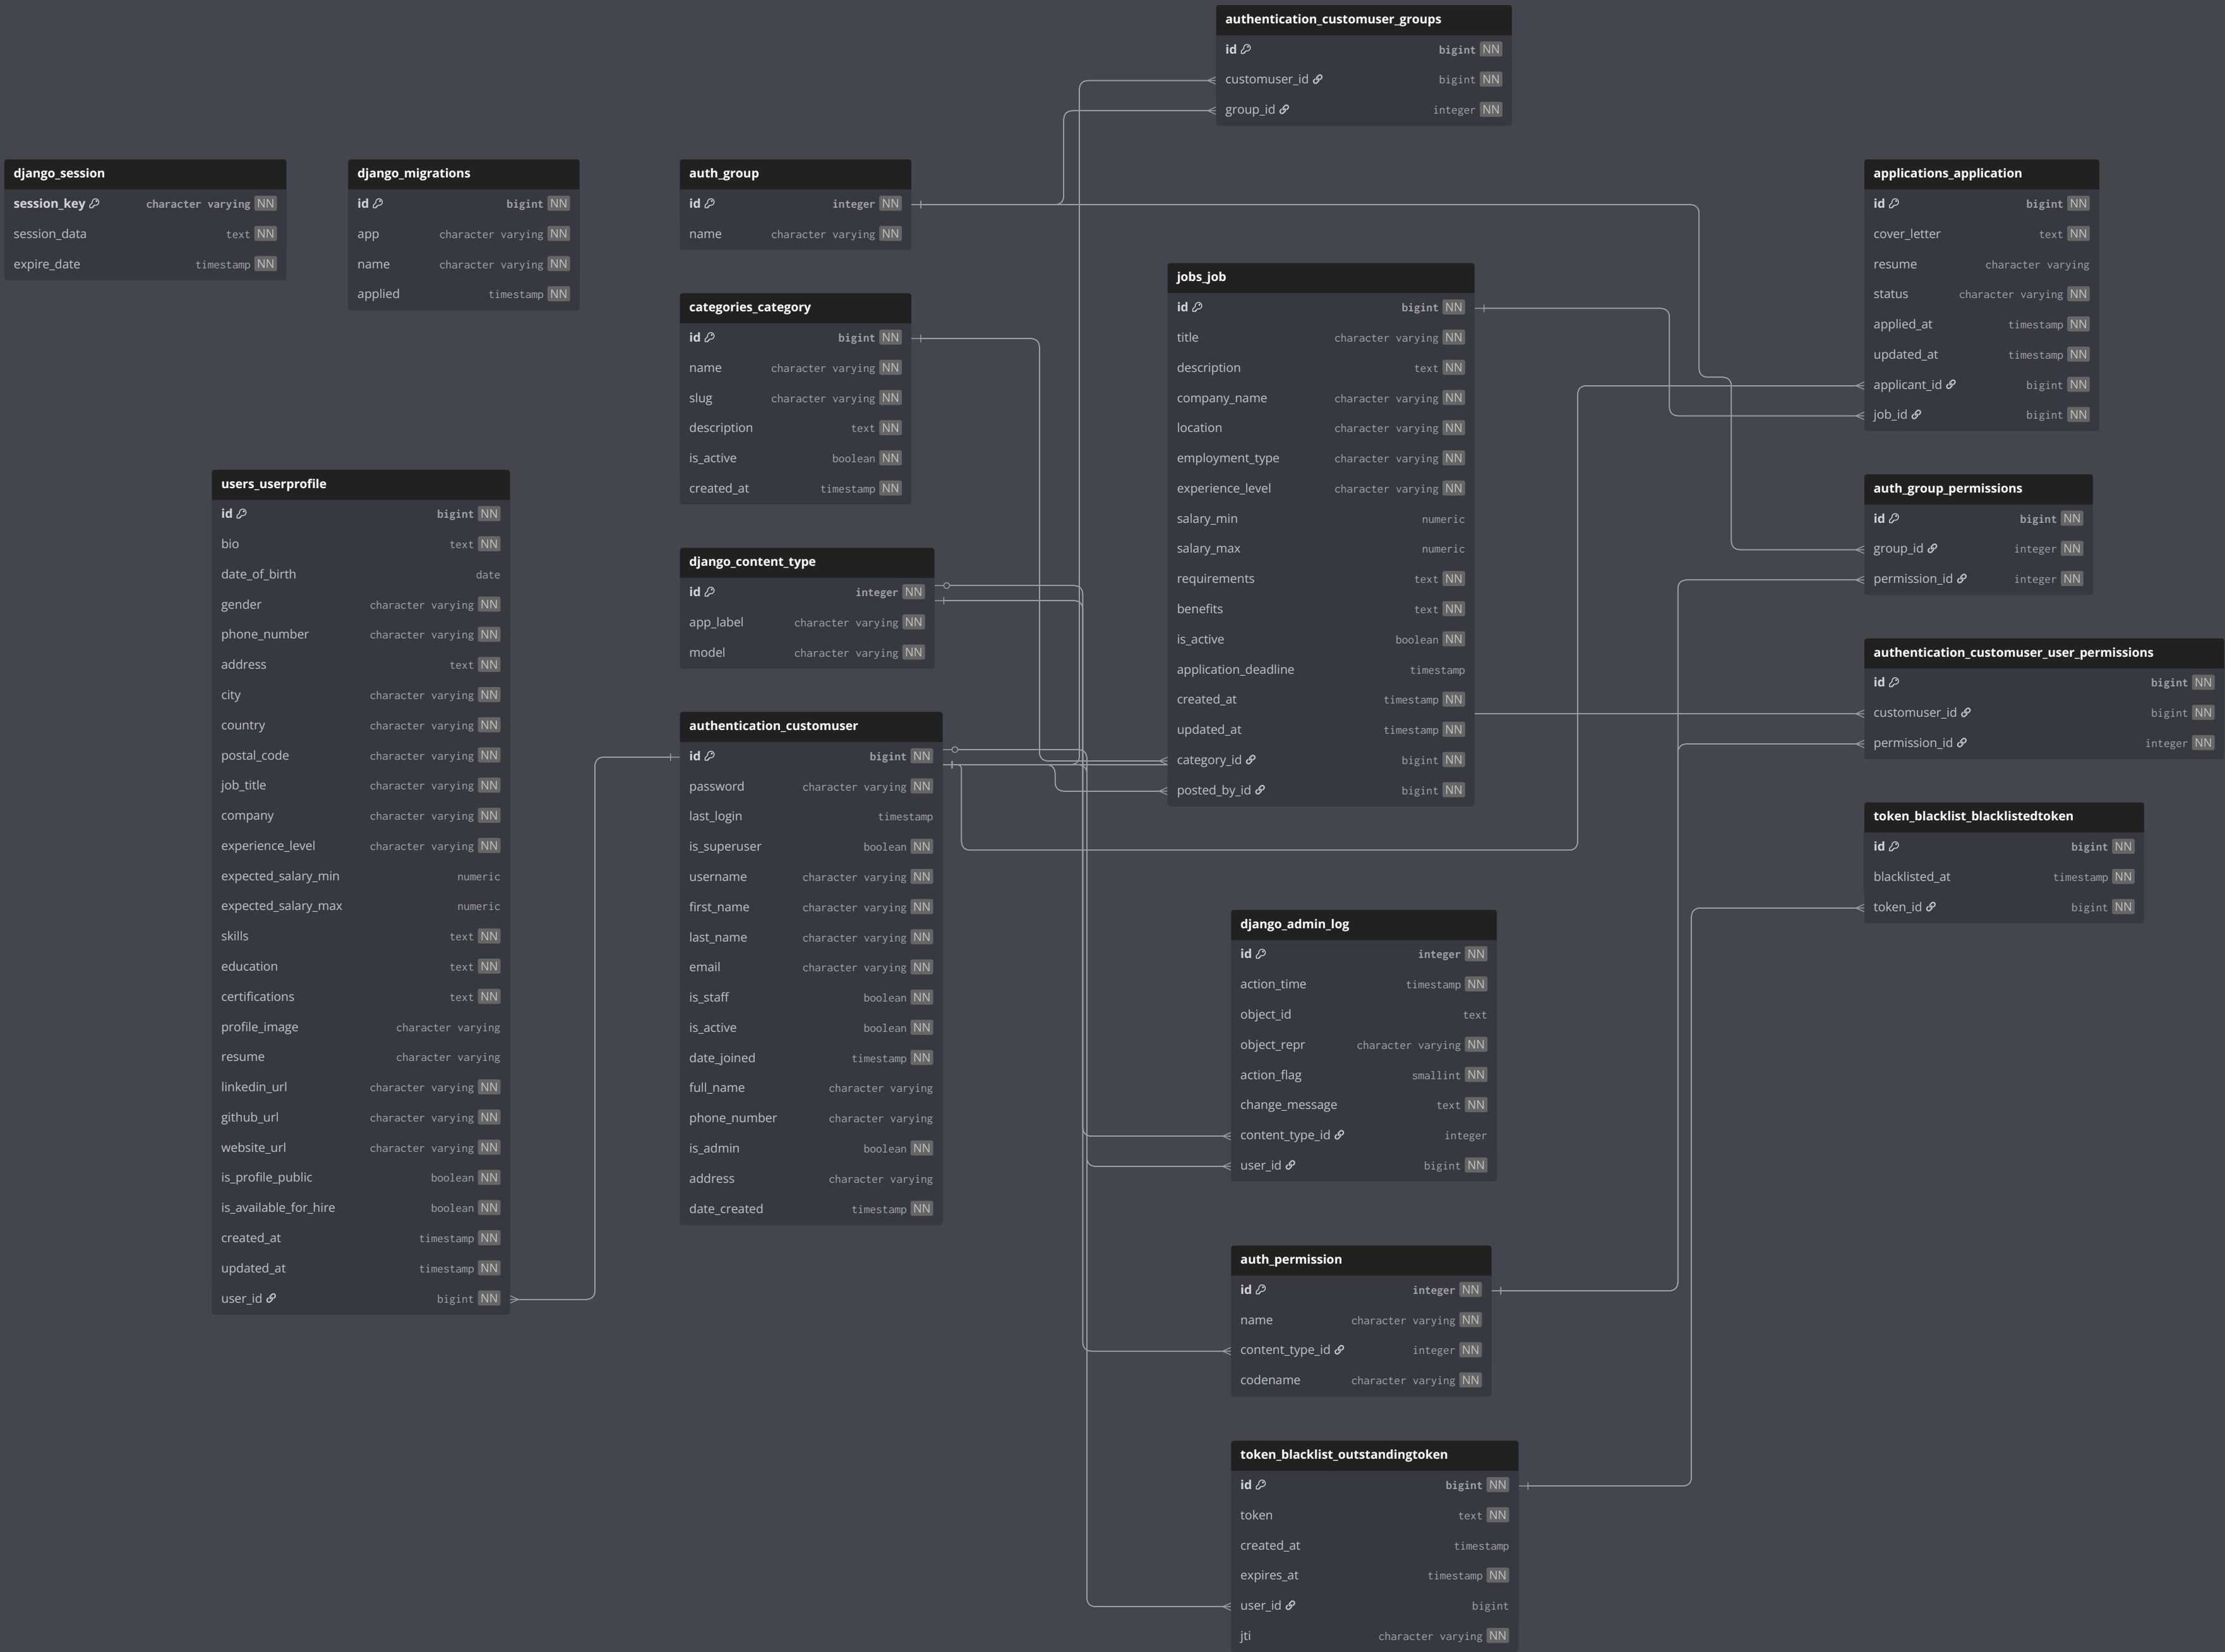 authentication_customuser_groups
id bigint NN
customuser_id bigint NN
group_id integer NN
django_session
session_key character varying NN
session_data text NN
expire_date timestamp NN
django_migrations
id bigint NN
app character varying NN
name character varying NN
applied timestamp NN
auth_group
id integer NN
name character varying NN
applications_application
id bigint NN
cover_letter text NN
resume character varying
status character varying NN
applied_at timestamp NN
updated_at timestamp NN
applicant_id bigint NN
job_id bigint NN
jobs_job
id bigint NN
title character varying NN
description text NN
company_name character varying NN
location character varying NN
employment_type character varying NN
experience_level character varying NN
salary_min numeric
salary_max numeric
requirements text NN
benefits text NN
is_active boolean NN
application_deadline timestamp
created_at timestamp NN
updated_at timestamp NN
category_id bigint NN
posted_by_id bigint NN
categories_category
id bigint NN
name character varying NN
slug character varying NN
description text NN
is_active boolean NN
created_at timestamp NN
users_userprofile
id bigint NN
bio text NN
date_of_birth date
gender character varying NN
phone_number character varying NN
address text NN
city character varying NN
country character varying NN
postal_code character varying NN
job_title character varying NN
company character varying NN
experience_level character varying NN
expected_salary_min numeric
expected_salary_max numeric
skills text NN
education text NN
certifications text NN
profile_image character varying
resume character varying
linkedin_url character varying NN
github_url character varying NN
website_url character varying NN
is_profile_public boolean NN
is_available_for_hire boolean NN
created_at timestamp NN
updated_at timestamp NN
user_id bigint NN
auth_group_permissions
id bigint NN
group_id integer NN
permission_id integer NN
django_content_type
id integer NN
app_label character varying NN
model character varying NN
authentication_customuser_user_permissions
id bigint NN
customuser_id bigint NN
permission_id integer NN
authentication_customuser
id bigint NN
password character varying NN
last_login timestamp
is_superuser boolean NN
username character varying NN
first_name character varying NN
last_name character varying NN
email character varying NN
is_staff boolean NN
is_active boolean NN
date_joined timestamp NN
full_name character varying
phone_number character varying
is_admin boolean NN
address character varying
date_created timestamp NN
token_blacklist_blacklistedtoken
id bigint NN
blacklisted_at timestamp NN
token_id bigint NN
django_admin_log
id integer NN
action_time timestamp NN
object_id text
object_repr character varying NN
action_flag smallint NN
change_message text NN
content_type_id integer
user_id bigint NN
auth_permission
id integer NN
name character varying NN
content_type_id integer NN
codename character varying NN
token_blacklist_outstandingtoken
id bigint NN
token text NN
created_at timestamp
expires_at timestamp NN
user_id bigint
jti character varying NN